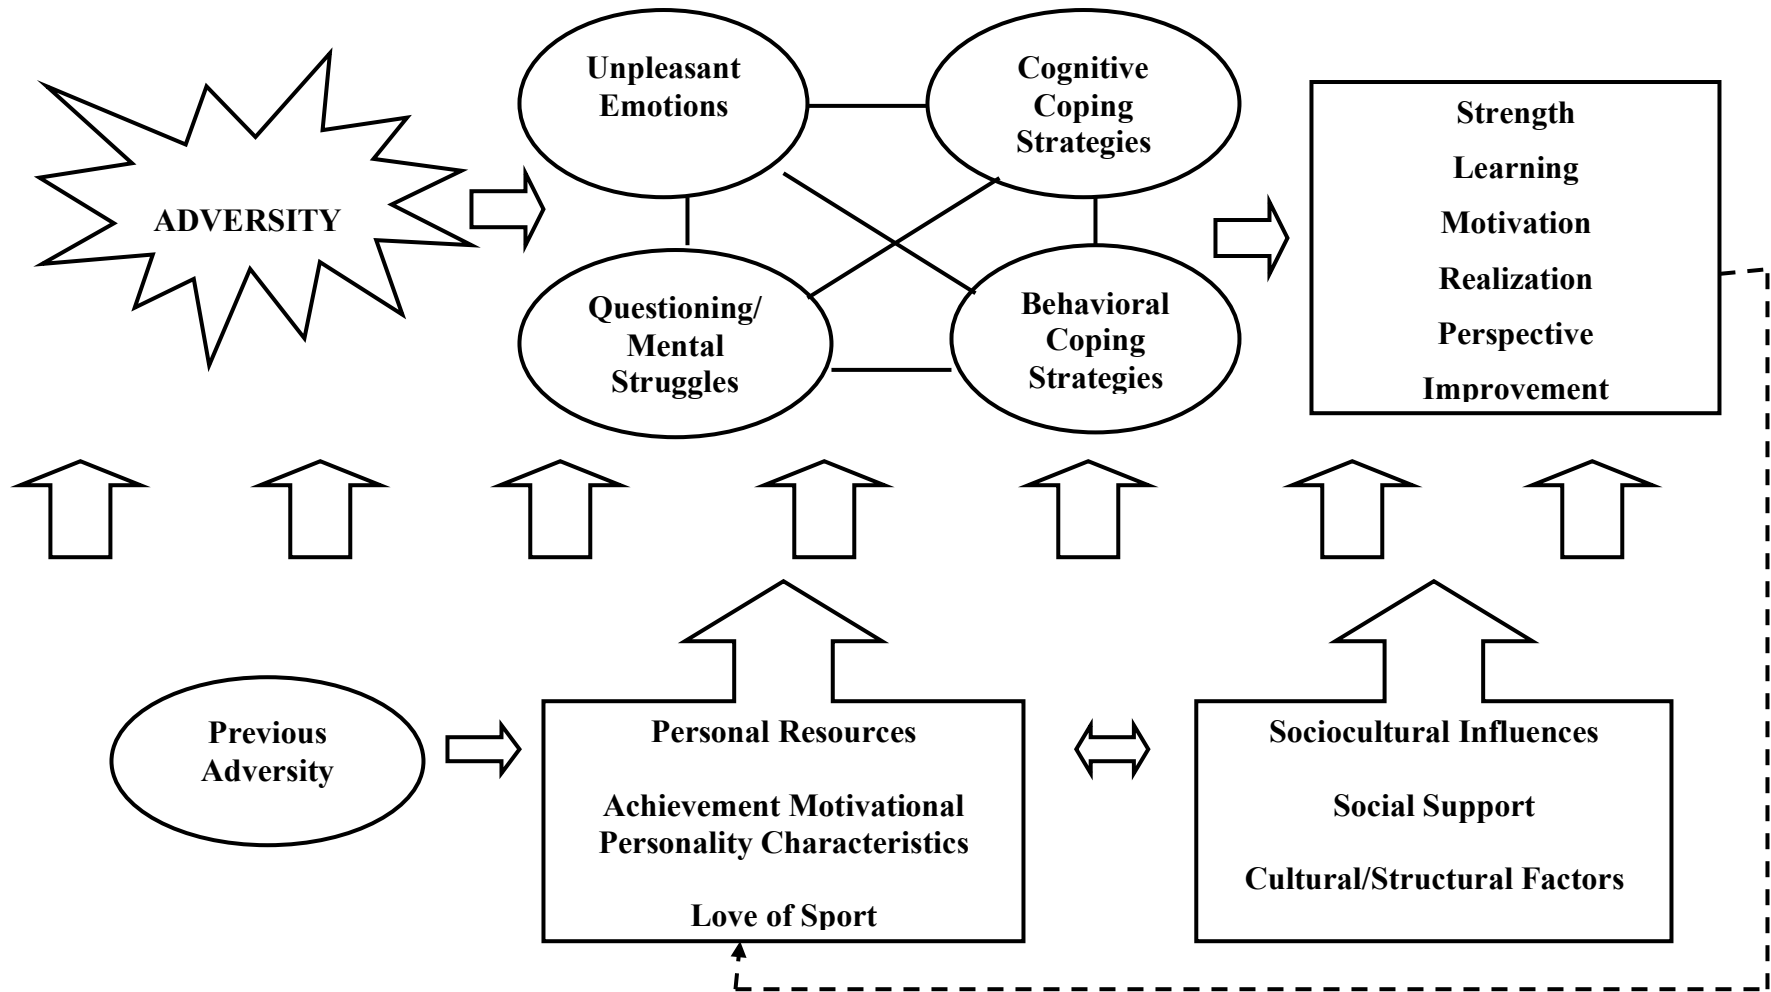 Unpleasant
Emotions
Cognitive
Coping
Strategies
ADVERSITY
Questioning/
Mental
Struggles
Behavioral
Coping
Strategies
Strength
Learning
Motivation
Realization
Perspective
Improvement
Previous
Adversity
Personal Resources
Achievement Motivational
Personality Characteristics
Love of Sport
Sociocultural Influences
Social Support
Cultural/Structural Factors